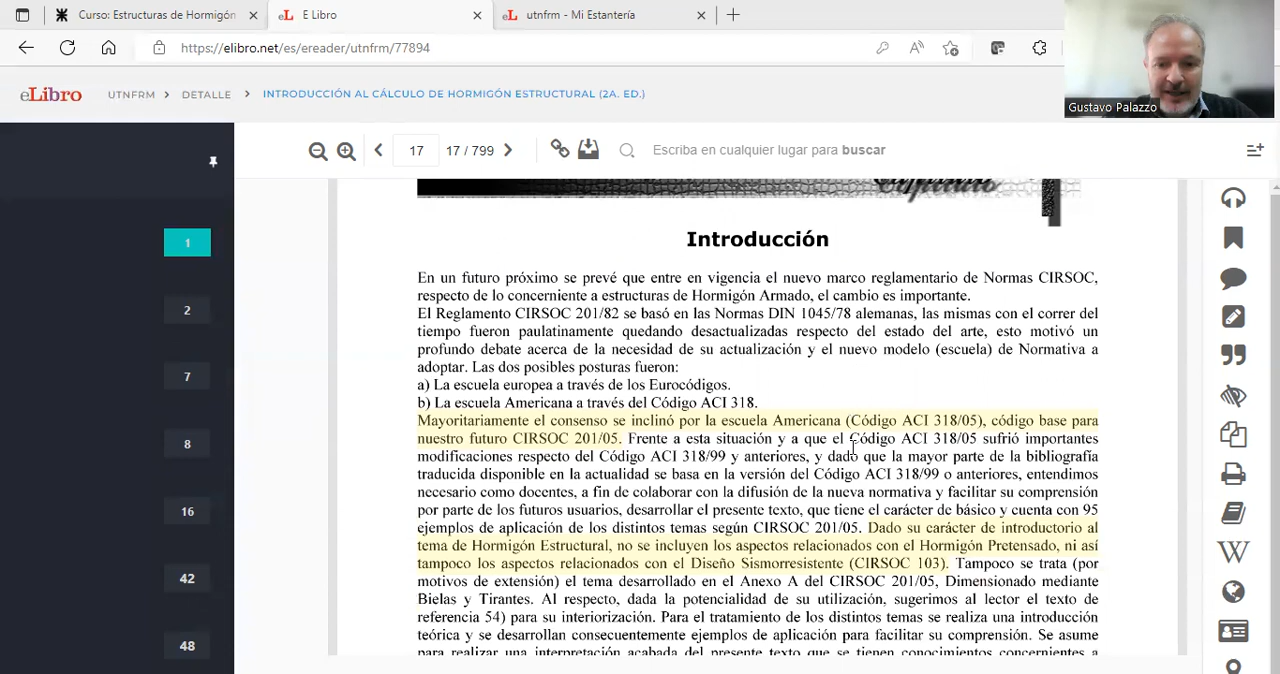 Curso: Estructuras de Hormigón
E Libro
utnfrm - Mi Estantería
https://elibro.net/es/ereader/utnfrm/77894
Gustavo Palazzo
eLibro
UTNFRM
DETALLE
INTRODUCCIÓN AL CÁLCULO DE HORMIGÓN ESTRUCTURAL (2A. ED.)
17
17 / 799
Escriba en cualquier lugar para buscar
1
2
7
8
16
42
48
Capítulo
Introducción
En un futuro próximo se prevé que entre en vigencia el nuevo marco reglamentario de Normas CIRSOC,
respecto de lo concerniente a estructuras de Hormigón Armado, el cambio es importante.
El Reglamento CIRSOC 201/82 se basó en las Normas DIN 1045/78 alemanas, las mismas con el correr del
tiempo fueron paulatinamente quedando desactualizadas respecto del estado del arte, esto motivó un
profundo debate acerca de la necesidad de su actualización y el nuevo modelo (escuela) de Normativa a
adoptar. Las dos posibles posturas fueron:
a) La escuela europea a través de los Eurocódigos.
b) La escuela Americana a través del Código ACI 318.
Mayoritariamente el consenso se inclinó por la escuela Americana (Código ACI 318/05), código base para
nuestro futuro CIRSOC 201/05. Frente a esta situación y a que el Código ACI 318/05 sufrió importantes
modificaciones respecto del Código ACI 318/99 y anteriores, y dado que la mayor parte de la bibliografía
traducida disponible en la actualidad se basa en la versión del Código ACI 318/99 o anteriores, entendimos
necesario como docentes, a fin de colaborar con la difusión de la nueva normativa y facilitar su comprensión
por parte de los futuros usuarios, desarrollar el presente texto, que tiene el carácter de básico y cuenta con 95
ejemplos de aplicación de los distintos temas según CIRSOC 201/05. Dado su carácter de introductorio al
tema de Hormigón Estructural, no se incluyen los aspectos relacionados con el Hormigón Pretensado, ni así
tampoco los aspectos relacionados con el Diseño Sismorresistente (CIRSOC 103). Tampoco se trata (por
motivos de extensión) el tema desarrollado en el Anexo A del CIRSOC 201/05, Dimensionado mediante
Bielas y Tirantes. Al respecto, dada la potencialidad de su utilización, sugerimos al lector el texto de
referencia 54) para su interiorización. Para el tratamiento de los distintos temas se realiza una introducción
teórica y se desarrollan consecuentemente ejemplos de aplicación para facilitar su comprensión. Se asume
para realizar una interpretación acabada del presente texto que se tienen conocimientos concernientes a